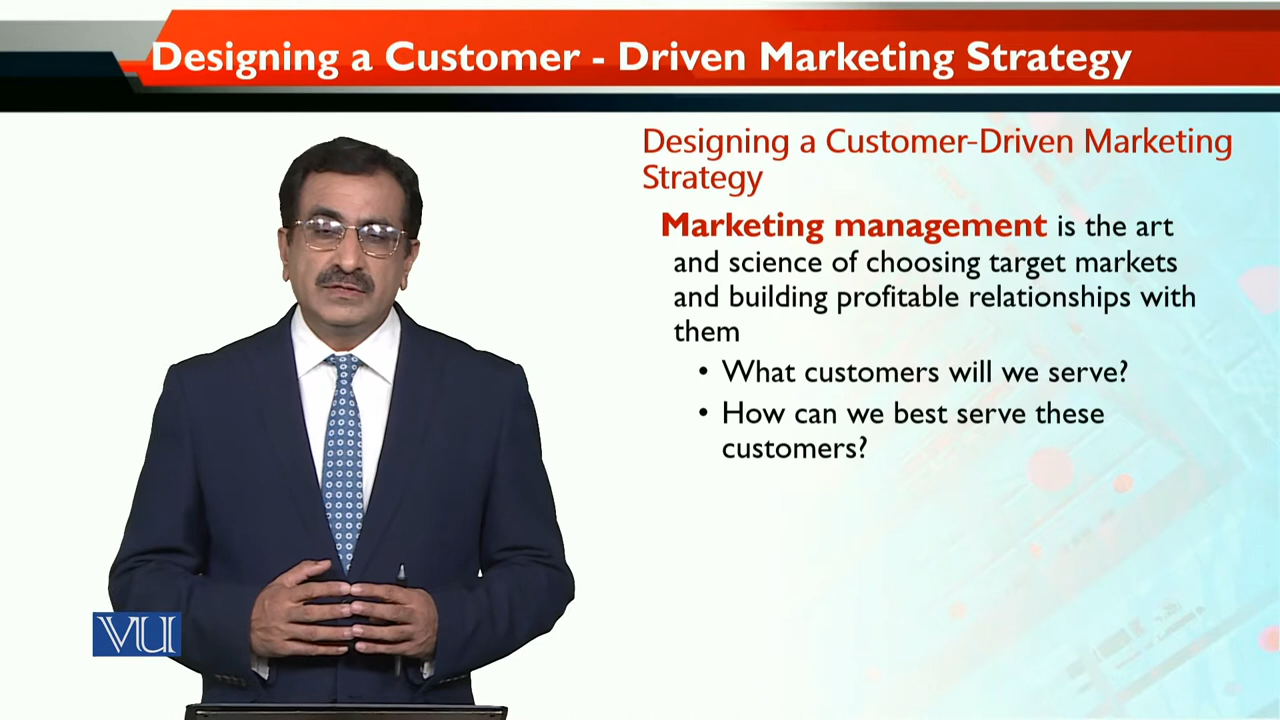 Designing a Customer - Driven Marketing Strategy
Designing a Customer-Driven Marketing
Strategy
Marketing management is the art
and science of choosing target markets
and building profitable relationships with
them
• What customers will we serve?
• How can we best serve these
customers?
VU